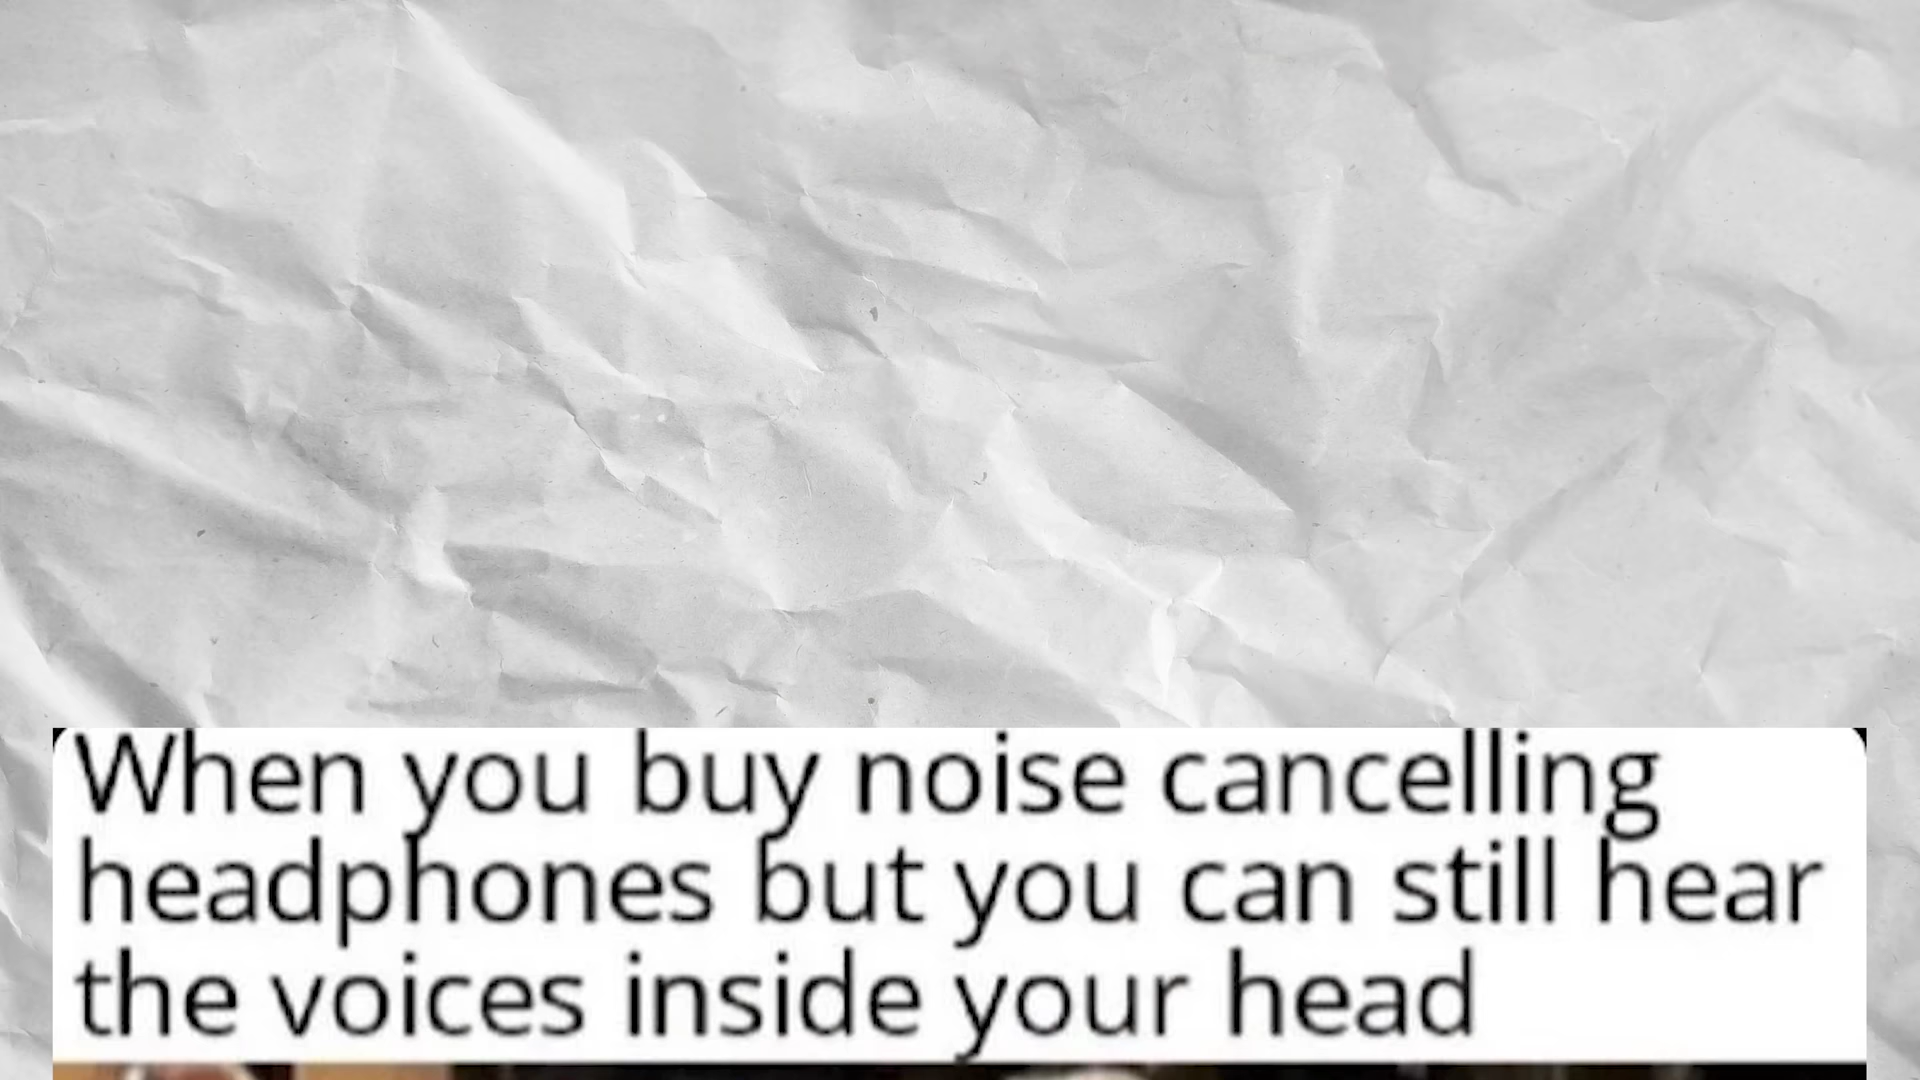 When you buy noise cancelling
headphones but you can still hear
the voices inside your head